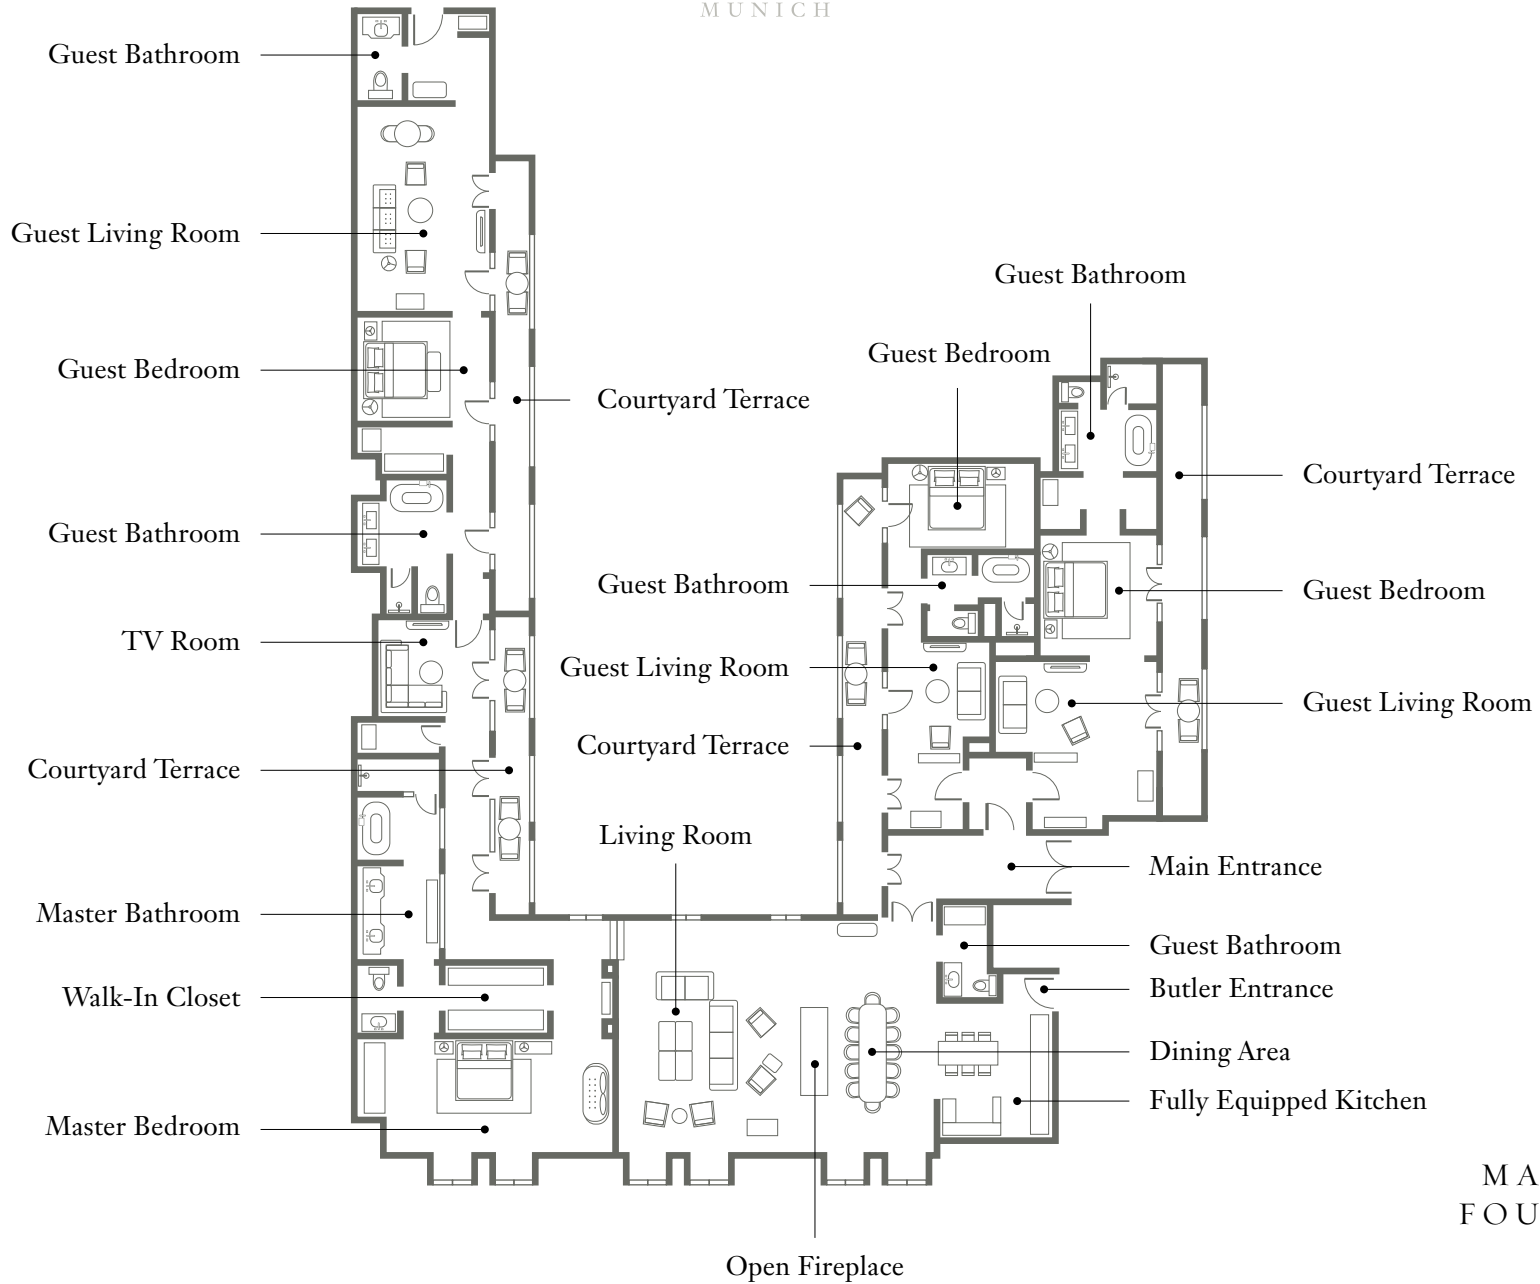 MUNICH
Guest Bathroom
Guest Living Room
Guest Bathroom
Guest Bedroom
Guest Bedroom
Courtyard Terrace
Courtyard Terrace
Guest Bathroom
Guest Bathroom
Guest Bedroom
TV Room
Guest Living Room
Guest Living Room
Courtyard Terrace
Courtyard Terrace
Living Room
Main Entrance
Master Bathroom
Guest Bathroom
Walk-In Closet
Butler Entrance
Dining Area
Fully Equipped Kitchen
Master Bedroom
MA
FOU
Open Fireplace